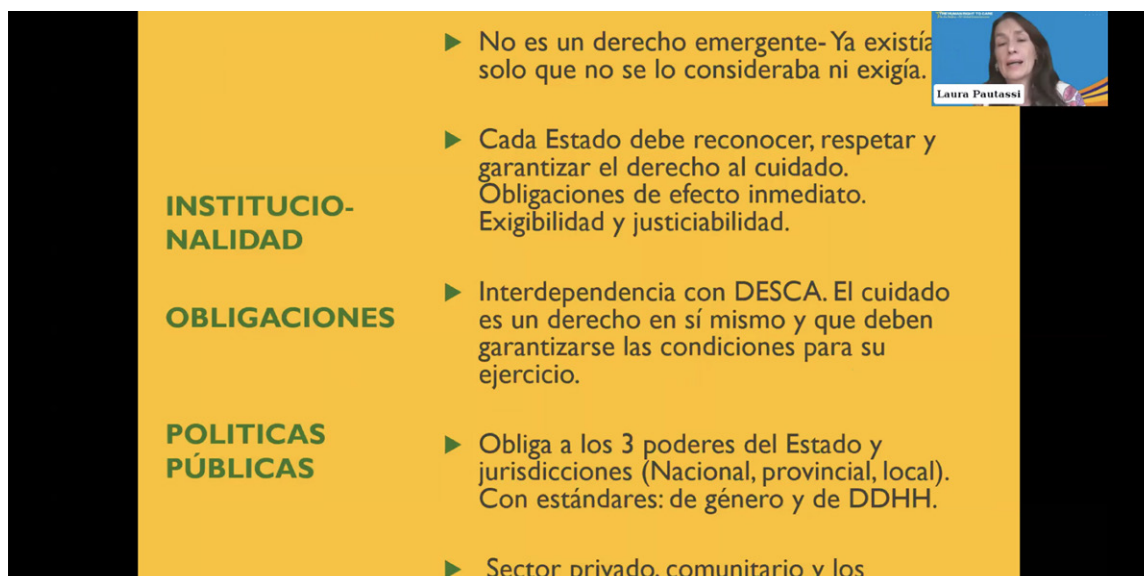 No es un derecho emergente- Ya existía
solo que no se lo consideraba ni exigía.
Laura Pautassi
Cada Estado debe reconocer, respetar y
garantizar el derecho al cuidado.
Obligaciones de efecto inmediato.
Exigibilidad y justiciabilidad.
INSTITUCIO-
NALIDAD
Interdependencia con DESCA. El cuidado
es un derecho en sí mismo y que deben
garantizarse las condiciones para su
ejercicio.
OBLIGACIONES
POLITICAS
PÚBLICAS
Obliga a los 3 poderes del Estado y
jurisdicciones (Nacional, provincial, local).
Con estándares: de género y de DDHH.
Sector privado, comunitario y los